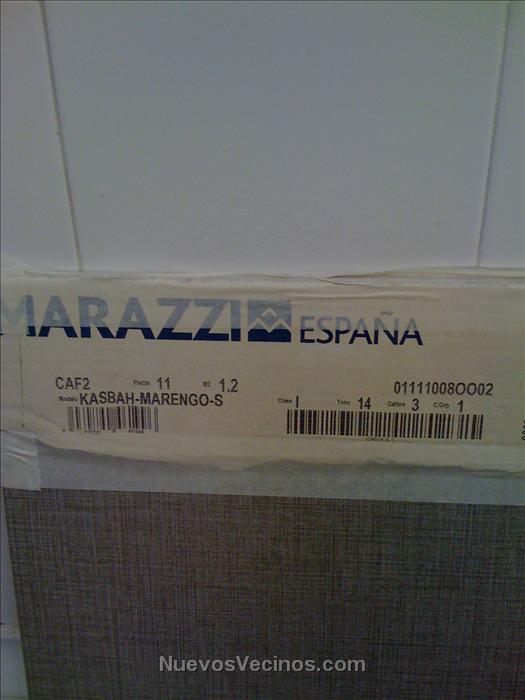 MARAZZI ESPAÑA
CAF2 Piezas 11 M2 1.2 01111008OO02
Modelo KASBAH-MARENGO-S Clase I Tono 14 Calibre 3 C.Grp 1
NuevosVecinos.com